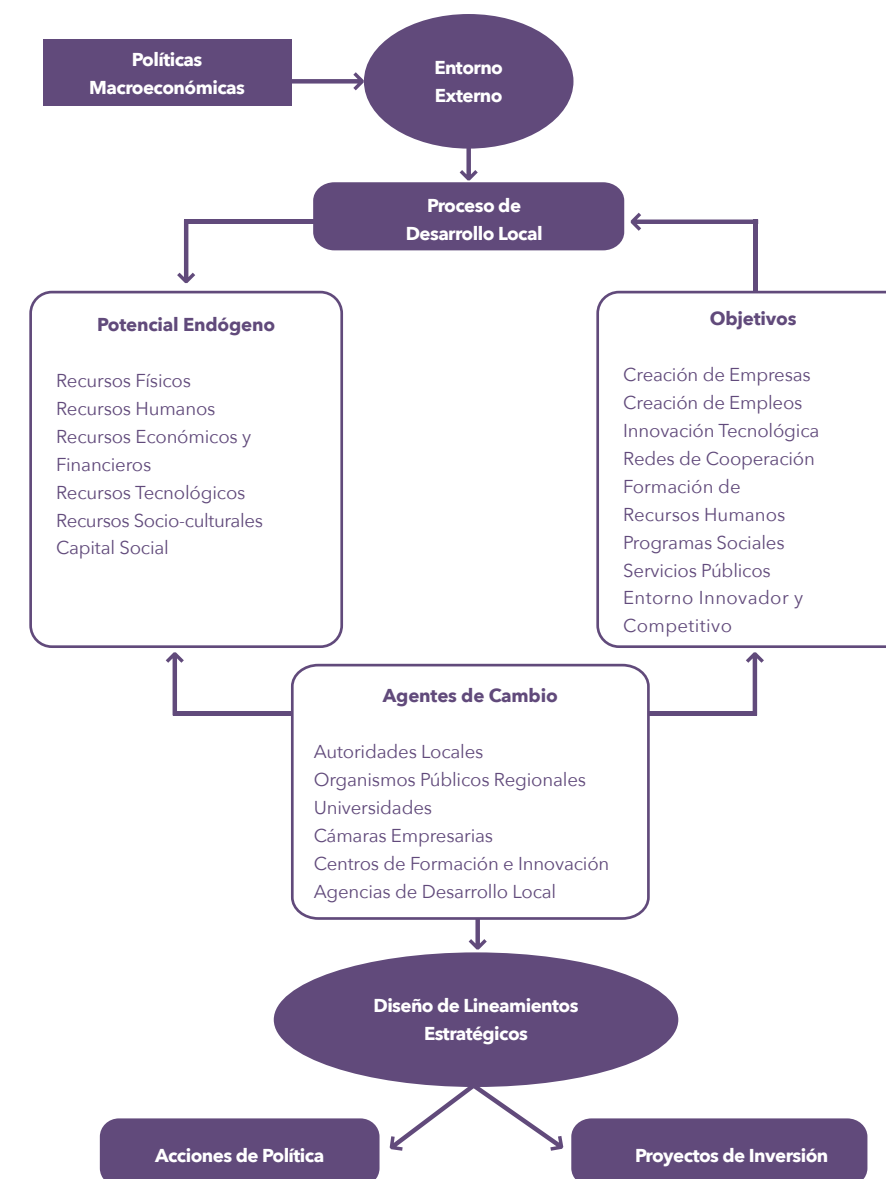 Políticas
Macroeconómicas
Entorno
Externo
Proceso de
Desarrollo Local
Potencial Endógeno
Recursos Físicos
Recursos Humanos
Recursos Económicos y
Financieros
Recursos Tecnológicos
Recursos Socio-culturales
Capital Social
Objetivos
Creación de Empresas
Creación de Empleos
Innovación Tecnológica
Redes de Cooperación
Formación de
Recursos Humanos
Programas Sociales
Servicios Públicos
Entorno Innovador y
Competitivo
Agentes de Cambio
Autoridades Locales
Organismos Públicos Regionales
Universidades
Cámaras Empresarias
Centros de Formación e Innovación
Agencias de Desarrollo Local
Diseño de Lineamientos
Estratégicos
Acciones de Política
Proyectos de Inversión